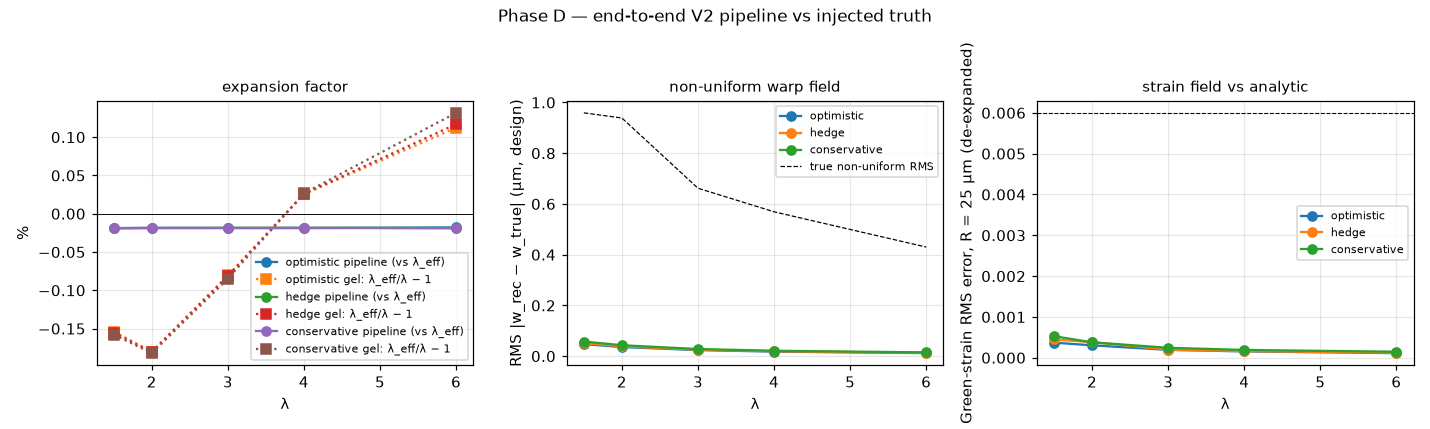 Phase D — end-to-end V2 pipeline vs injected truth
expansion factor
%
0.10
0.05
0.00
−0.05
−0.10
−0.15
2
3
4
5
6
λ
optimistic pipeline (vs λ_eff)
optimistic gel: λ_eff/λ − 1
hedge pipeline (vs λ_eff)
hedge gel: λ_eff/λ − 1
conservative pipeline (vs λ_eff)
conservative gel: λ_eff/λ − 1
non-uniform warp field
RMS |w_rec − w_true| (μm, design)
1.0
0.8
0.6
0.4
0.2
0.0
2
3
4
5
6
λ
optimistic
hedge
conservative
true non-uniform RMS
strain field vs analytic
Green-strain RMS error, R = 25 μm (de-expanded)
0.006
0.005
0.004
0.003
0.002
0.001
0.000
2
3
4
5
6
λ
optimistic
hedge
conservative